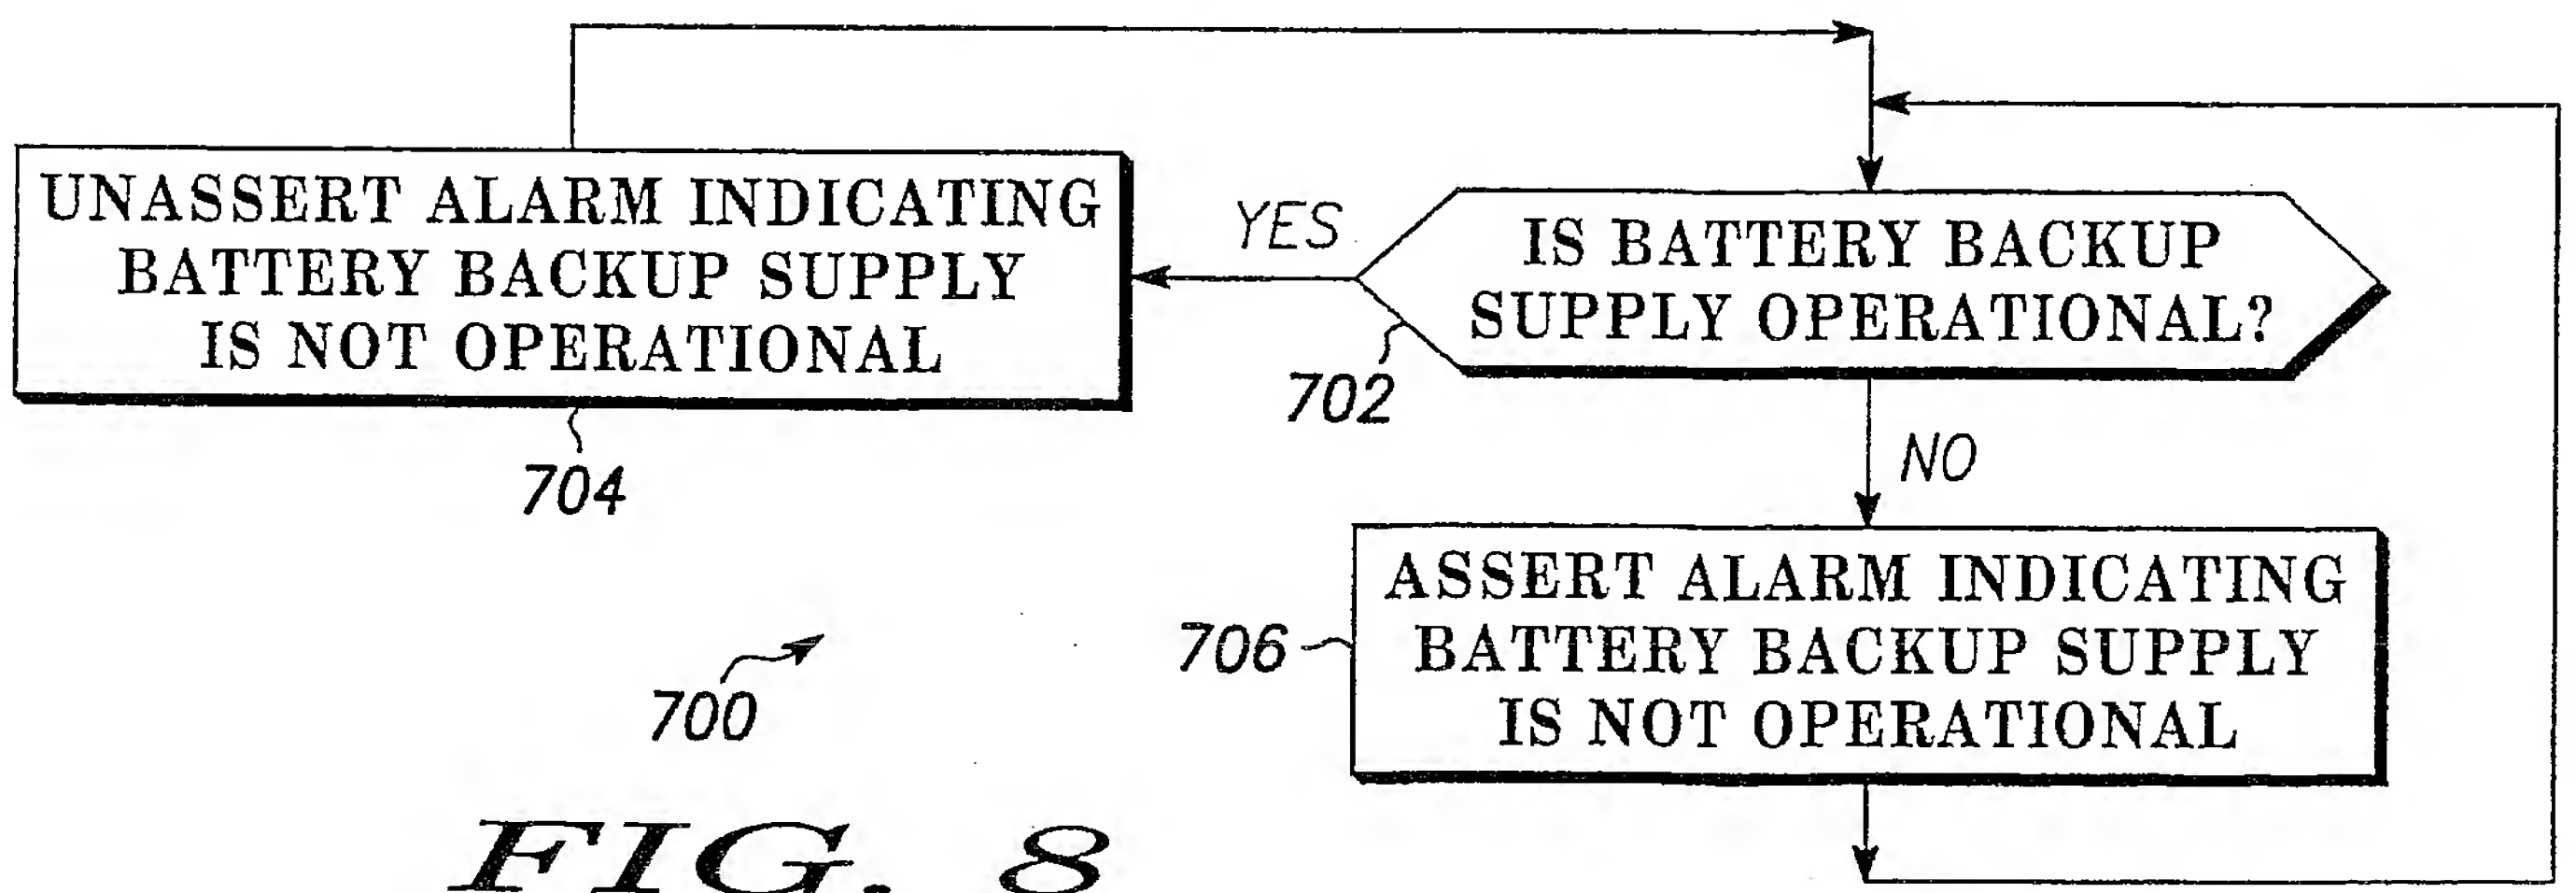 UNASSERT ALARM INDICATING
BATTERY BACKUP SUPPLY
IS NOT OPERATIONAL
704
YES
IS BATTERY BACKUP
SUPPLY OPERATIONAL?
702
NO
ASSERT ALARM INDICATING
BATTERY BACKUP SUPPLY
IS NOT OPERATIONAL
706
700
FIG. 8